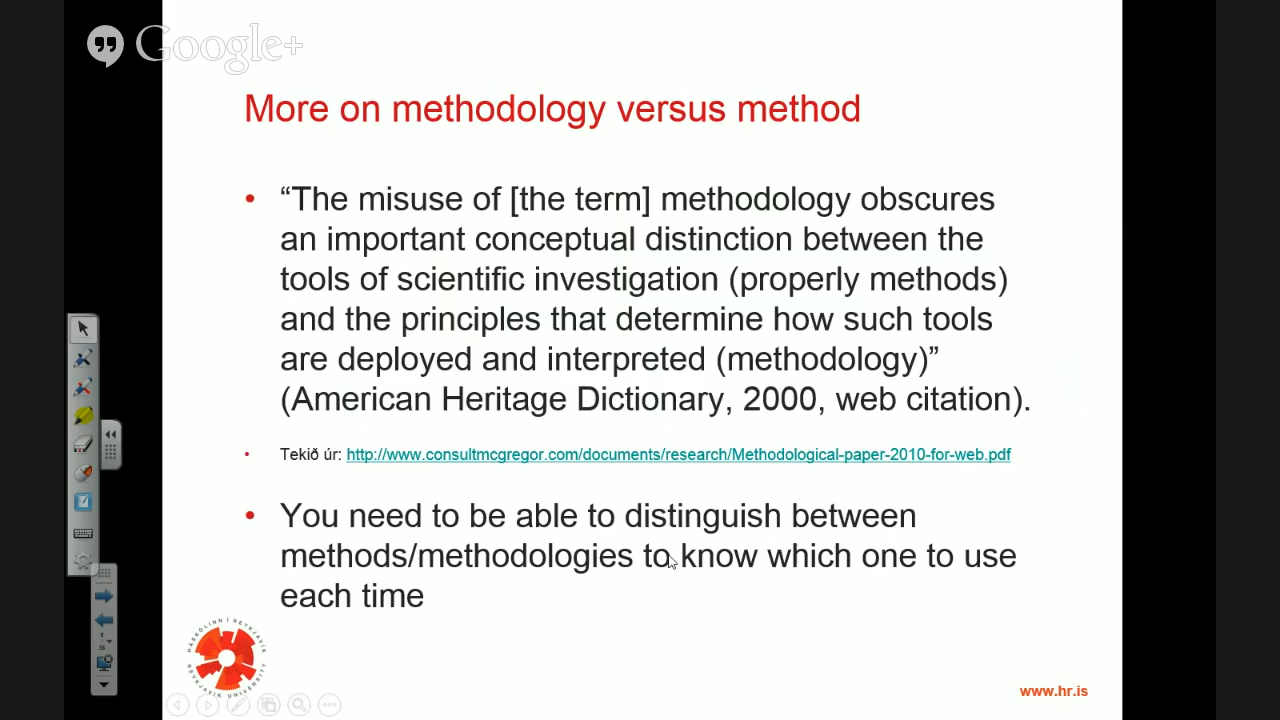 Google+
More on methodology versus method
• “The misuse of [the term] methodology obscures
an important conceptual distinction between the
tools of scientific investigation (properly methods)
and the principles that determine how such tools
are deployed and interpreted (methodology)”
(American Heritage Dictionary, 2000, web citation).
• Tekið úr: http://www.consultmcgregor.com/documents/research/Methodological-paper-2010-for-web.pdf
• You need to be able to distinguish between
methods/methodologies to know which one to use
each time
HÁSKÓLINN Í REYKJAVÍK
REYKJAVIK UNIVERSITY
www.hr.is